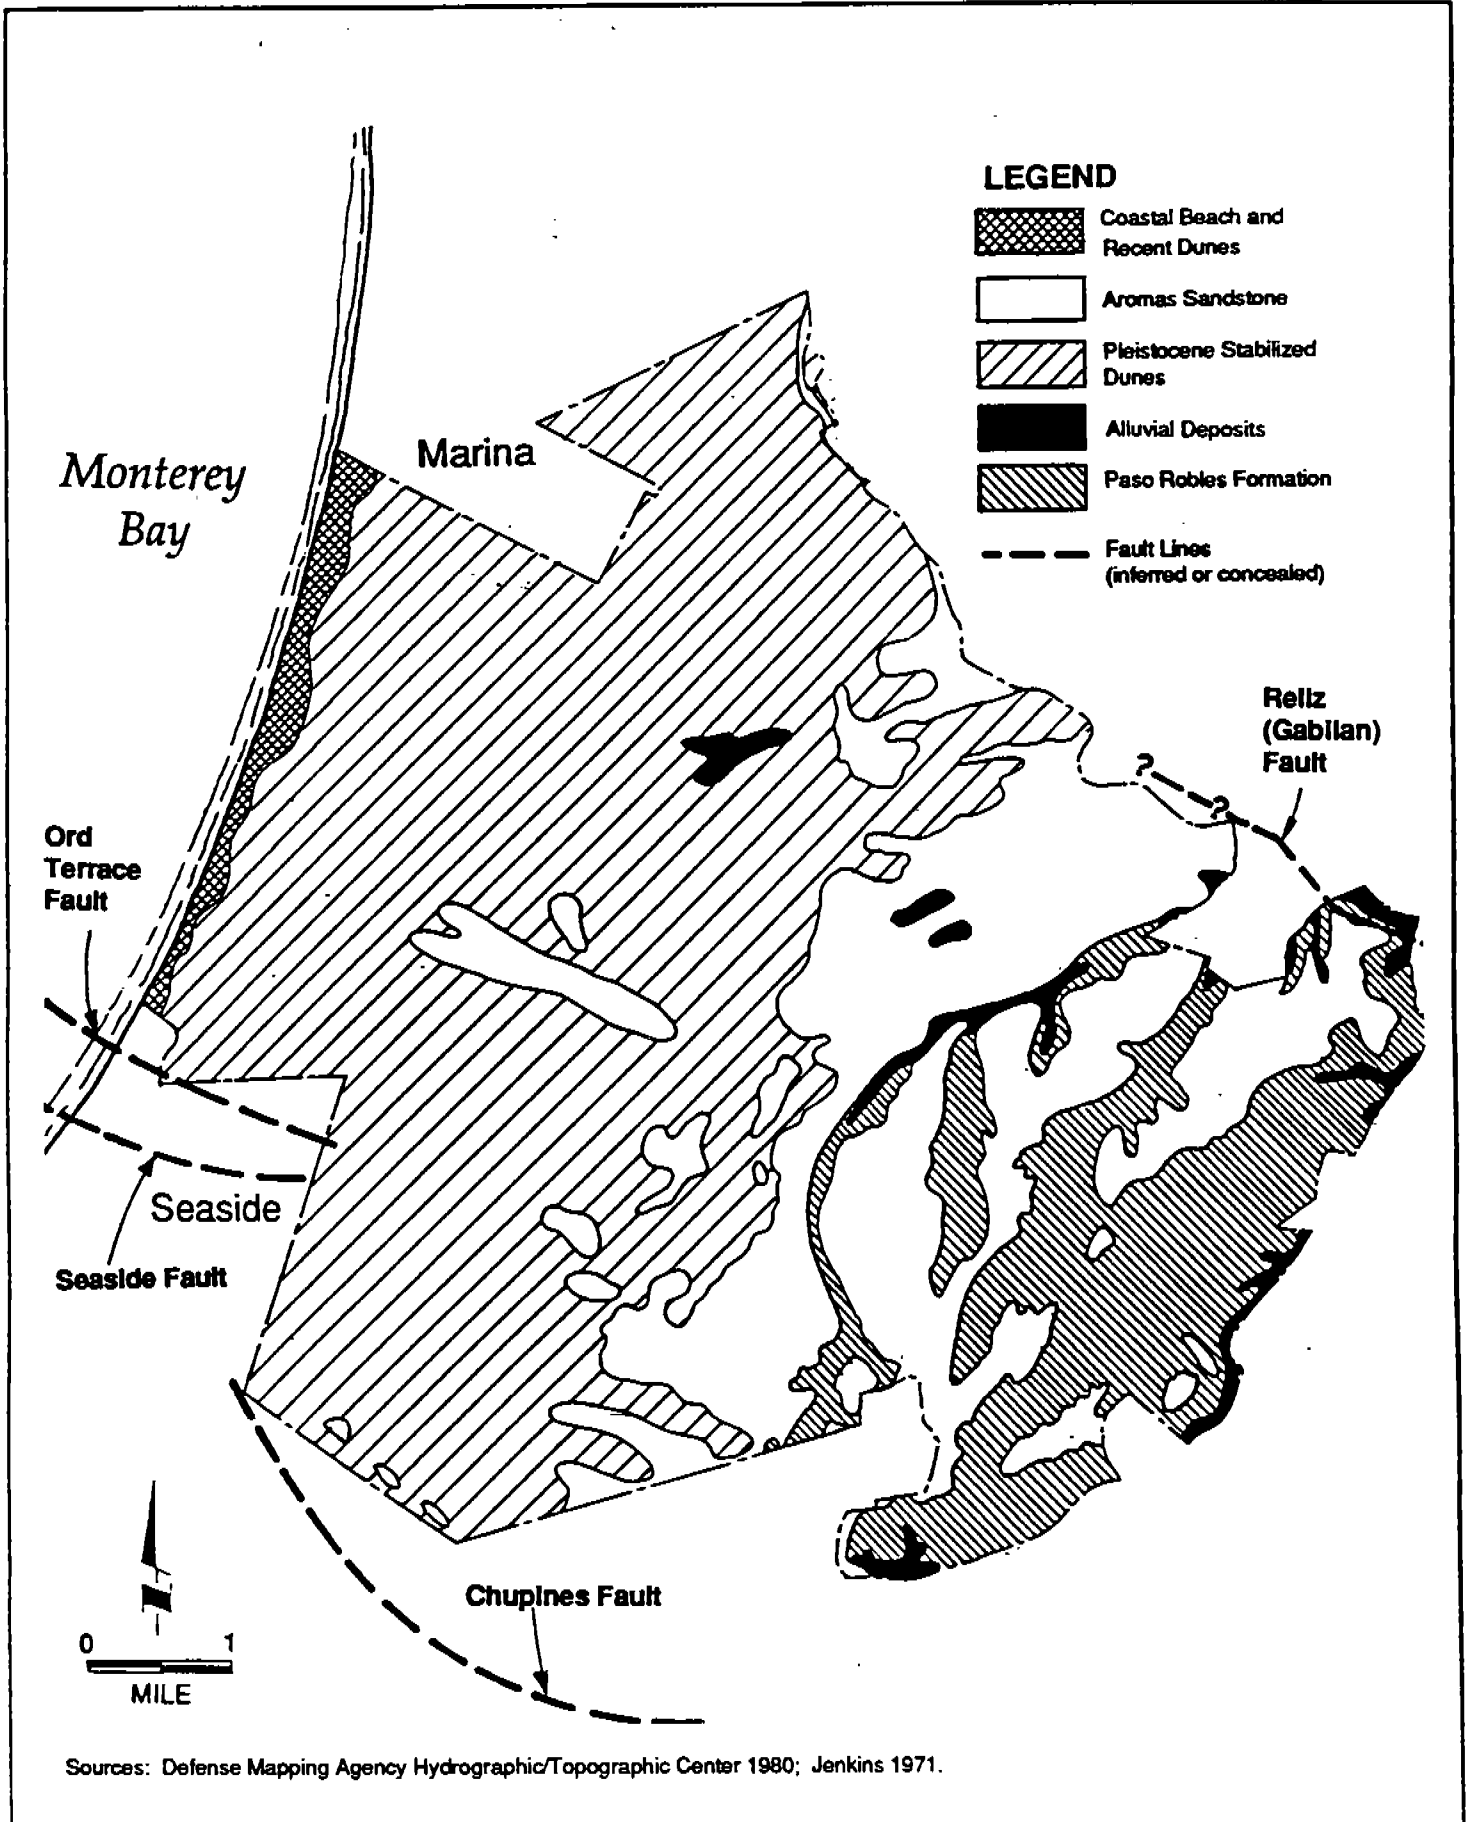 LEGEND
Coastal Beach and
Recent Dunes
Aromas Sandstone
Pleistocene Stabilized
Dunes
Alluvial Deposits
Paso Robles Formation
Fault Lines
(inferred or concealed)
Marina
Monterey
Bay
Reliz
(Gabilan)
Fault
?
?
Ord
Terrace
Fault
Seaside
Seaside Fault
Chupines Fault
0 1
MILE
Sources: Defense Mapping Agency Hydrographic/Topographic Center 1980; Jenkins 1971.